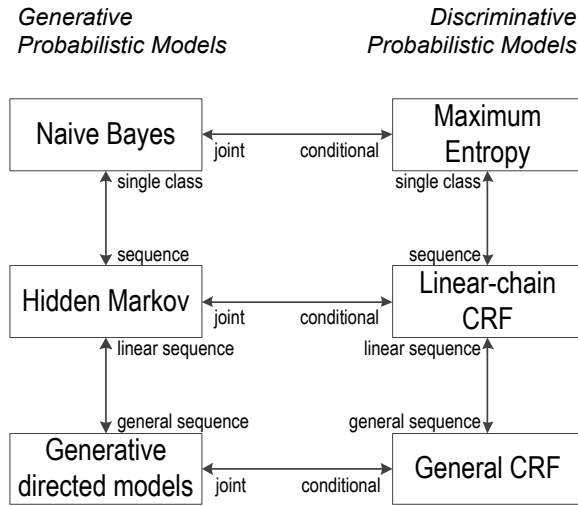 Generative
Probabilistic Models
Discriminative
Probabilistic Models
Naive Bayes
joint
conditional
Maximum
Entropy
single class
single class
sequence
sequence
Hidden Markov
joint
conditional
Linear-chain
CRF
linear sequence
linear sequence
general sequence
general sequence
Generative
directed models
joint
conditional
General CRF